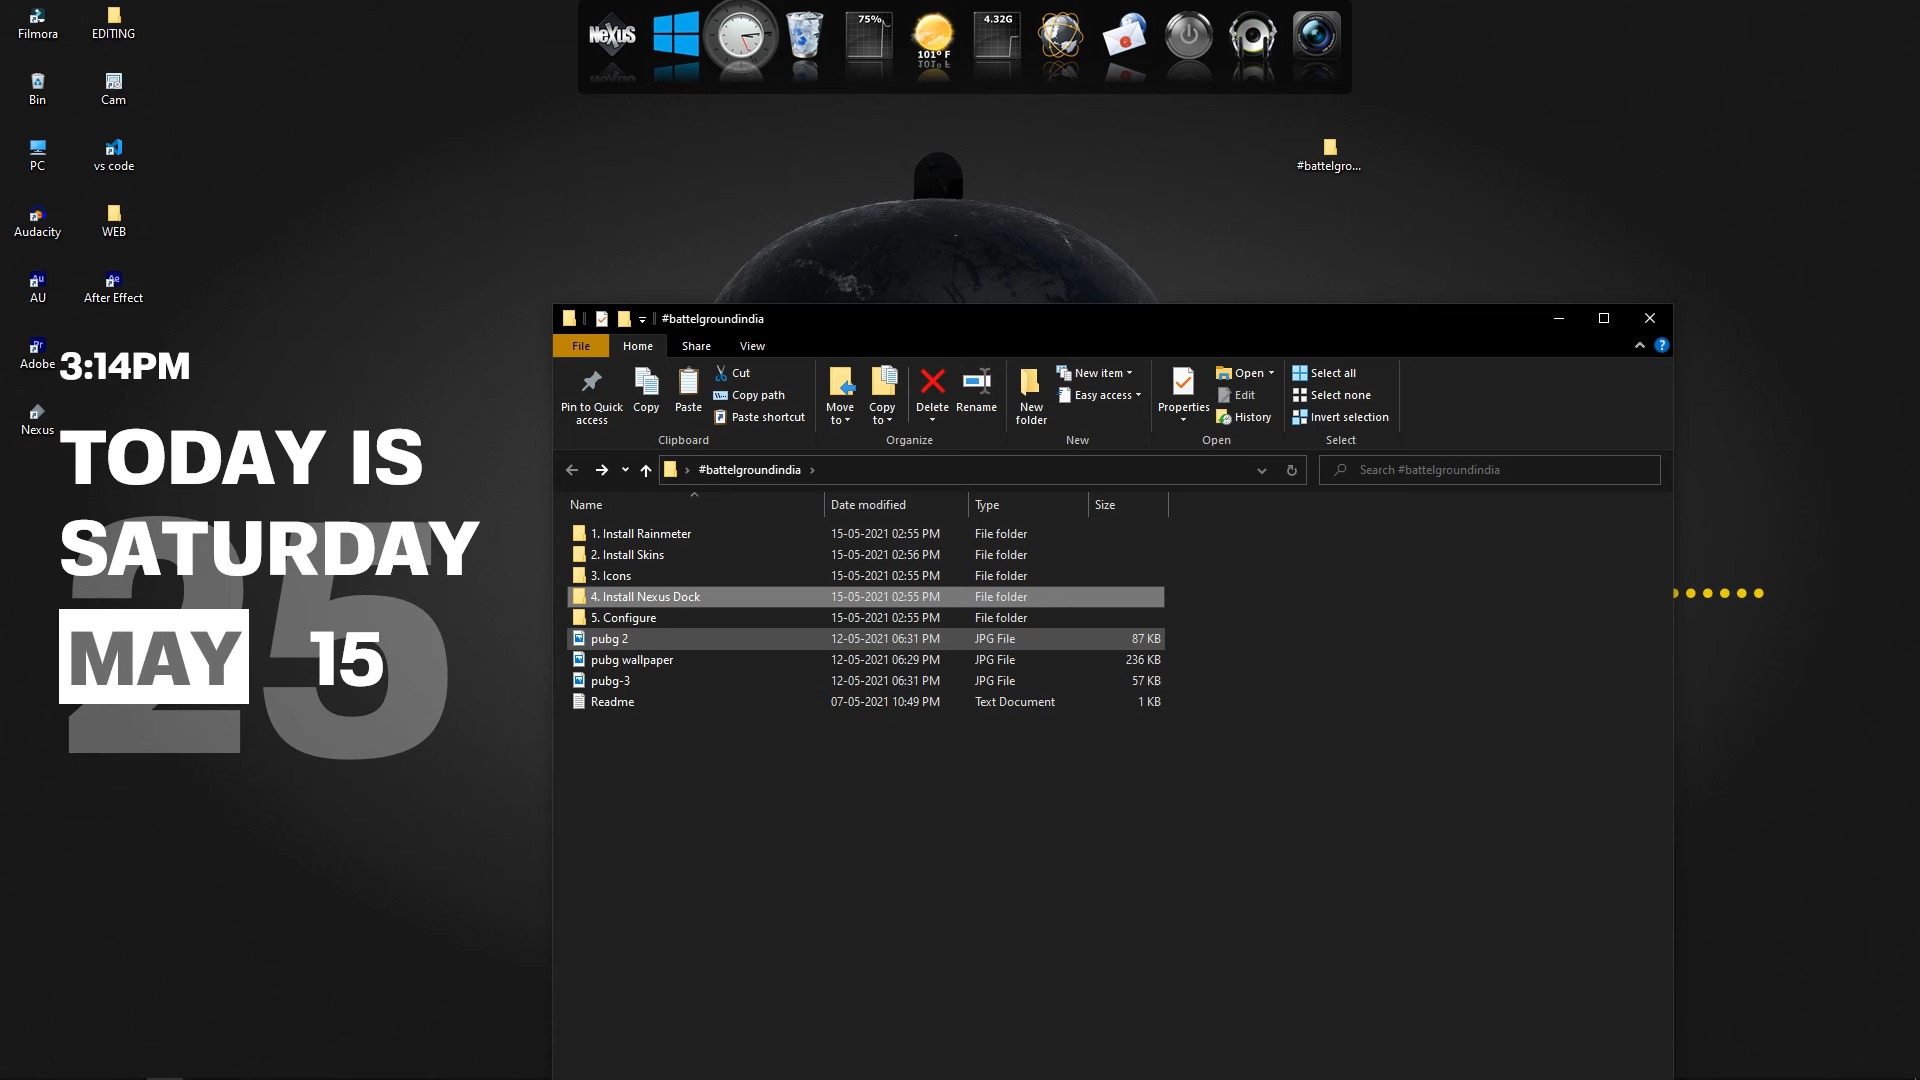 Filmora
EDITING
Bin
Cam
PC
vs code
Audacity
WEB
AU
After Effect
Adobe
Nexus
NeXuS
75%
101° F
4.32G
#battelgro...
3:14PM
TODAY IS
SATURDAY
25
MAY 15
#battelgroundindia
File Home Share View
Pin to Quick access
Copy
Paste
Cut
Copy path
Paste shortcut
Clipboard
Move to
Copy to
Delete
Rename
Organize
New folder
New item
Easy access
New
Properties
Open
Edit
History
Open
Select all
Select none
Invert selection
Select
#battelgroundindia
Search #battelgroundindia
Name Date modified Type Size
1. Install Rainmeter 15-05-2021 02:55 PM File folder
2. Install Skins 15-05-2021 02:56 PM File folder
3. Icons 15-05-2021 02:55 PM File folder
4. Install Nexus Dock 15-05-2021 02:55 PM File folder
5. Configure 15-05-2021 02:55 PM File folder
pubg 2 12-05-2021 06:31 PM JPG File 87 KB
pubg wallpaper 12-05-2021 06:29 PM JPG File 236 KB
pubg-3 12-05-2021 06:31 PM JPG File 57 KB
Readme 07-05-2021 10:49 PM Text Document 1 KB